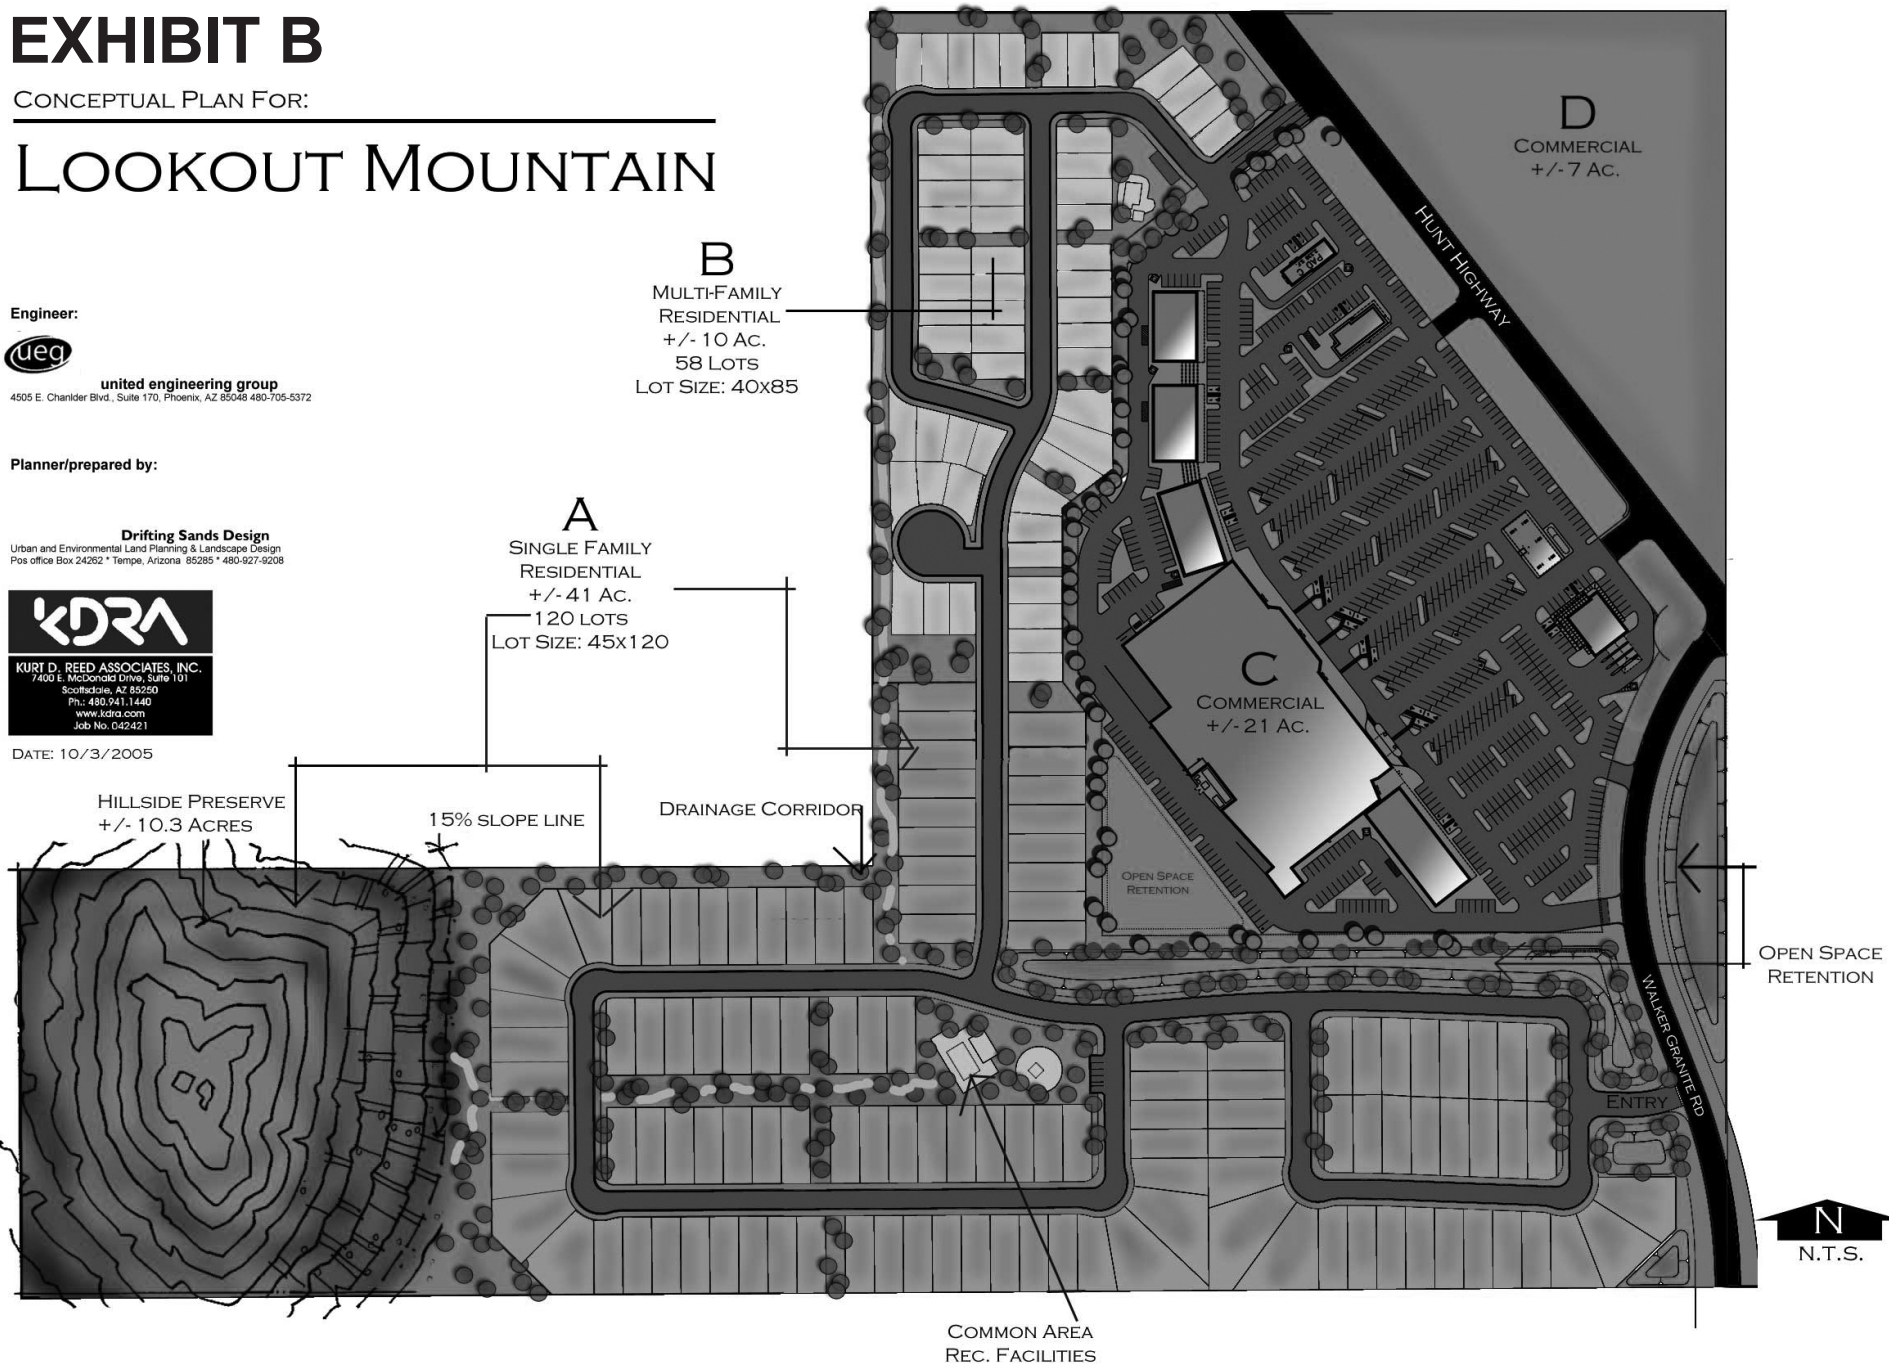 EXHIBIT B
CONCEPTUAL PLAN FOR:
LOOKOUT MOUNTAIN
Engineer:
ueg
united engineering group
4505 E. Chanlder Blvd., Suite 170, Phoenix, AZ 85048 480-705-5372
Planner/prepared by:
Drifting Sands Design
Urban and Environmental Land Planning & Landscape Design
Pos office Box 24262 * Tempe, Arizona 85285 * 480-927-9208
KDRA
KURT D. REED ASSOCIATES, INC.
7400 E. McDonald Drive, Suite 101
Scottsdale, AZ 85250
Ph.: 480.941.1440
www.kdra.com
Job No. 042421
DATE: 10/3/2005
B
MULTI-FAMILY
RESIDENTIAL
+/- 10 AC.
58 LOTS
LOT SIZE: 40X85
A
SINGLE FAMILY
RESIDENTIAL
+/- 41 AC.
120 LOTS
LOT SIZE: 45X120
HILLSIDE PRESERVE
+/- 10.3 ACRES
15% SLOPE LINE
DRAINAGE CORRIDOR
D
COMMERCIAL
+/- 7 AC.
HUNT HIGHWAY
PAD C
C
COMMERCIAL
+/- 21 AC.
OPEN SPACE
RETENTION
OPEN SPACE
RETENTION
WALKER GRANITE RD
ENTRY
COMMON AREA
REC. FACILITIES
N
N.T.S.